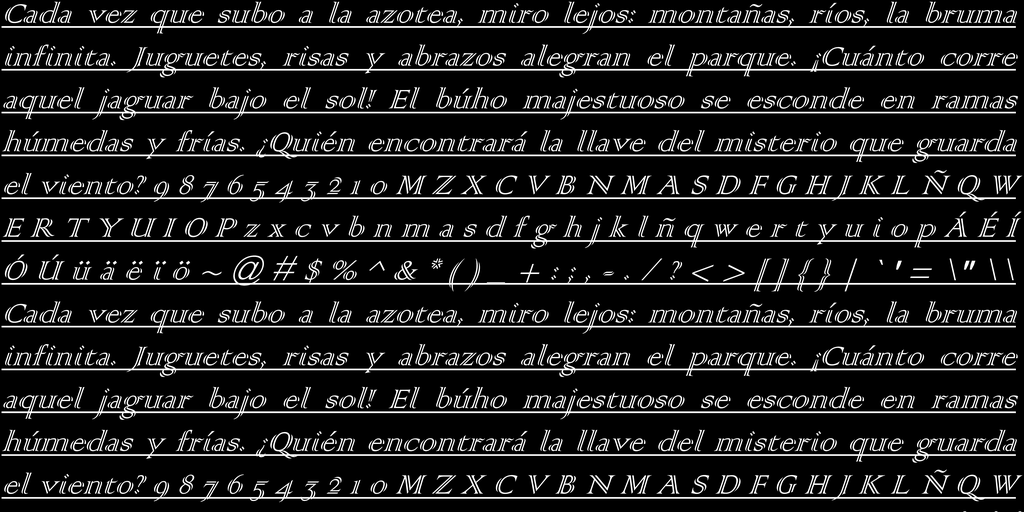 Cada vez que subo a la azotea, miro lejos: montañas, ríos, la bruma
infinita. Juguetes, risas y abrazos alegran el parque. ¡Cuánto corre
aquel jaguar bajo el sol! El búho majestuoso se esconde en ramas
húmedas y frías. ¿Quién encontrará la llave del misterio que guarda
el viento? 9 8 7 6 5 4 3 2 1 0 M Z X C V B N M A S D F G H J K L Ñ Q W
E R T Y U I O P z x c v b n m a s d f g h j k l ñ q w e r t y u i o p Á É Í
Ó Ú ü ä ë ï ö ~ @ # $ % ^ & * ( ) _ + : ; , - . / ? < > [ ] { } | ` ' = \ " \ \
Cada vez que subo a la azotea, miro lejos: montañas, ríos, la bruma
infinita. Juguetes, risas y abrazos alegran el parque. ¡Cuánto corre
aquel jaguar bajo el sol! El búho majestuoso se esconde en ramas
húmedas y frías. ¿Quién encontrará la llave del misterio que guarda
el viento? 9 8 7 6 5 4 3 2 1 0 M Z X C V B N M A S D F G H J K L Ñ Q W